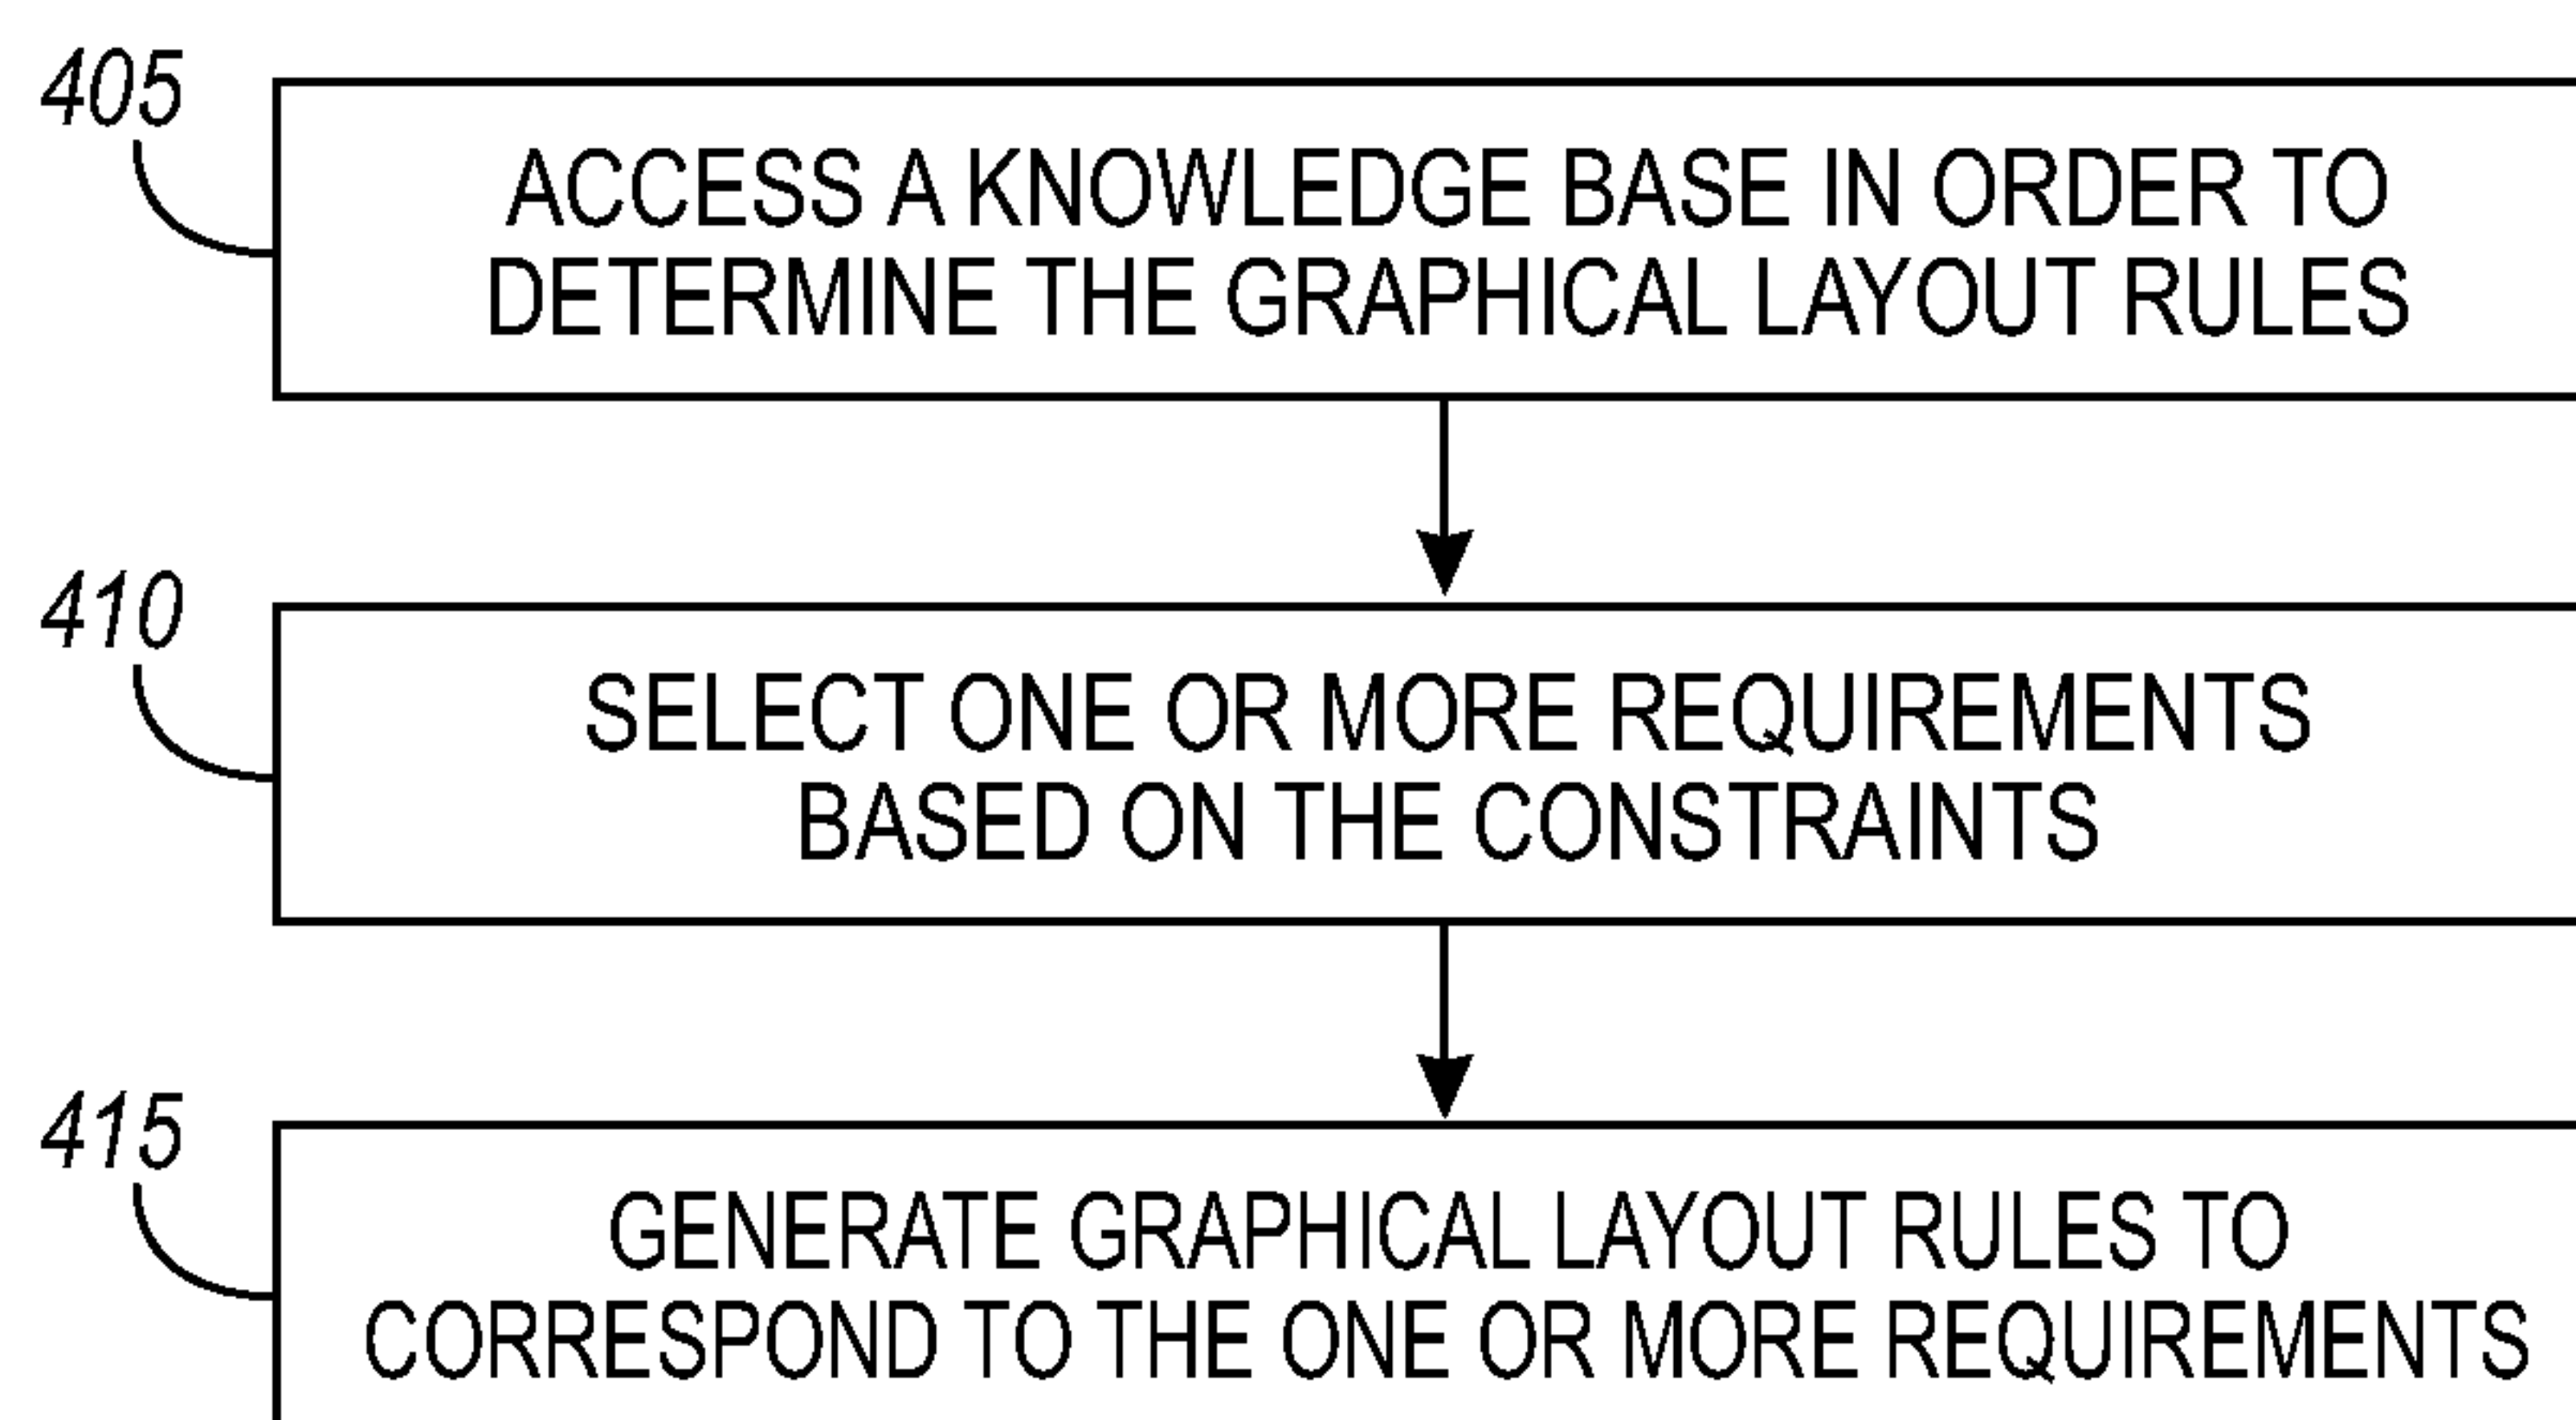 405
ACCESS A KNOWLEDGE BASE IN ORDER TO
DETERMINE THE GRAPHICAL LAYOUT RULES
410
SELECT ONE OR MORE REQUIREMENTS
BASED ON THE CONSTRAINTS
415
GENERATE GRAPHICAL LAYOUT RULES TO
CORRESPOND TO THE ONE OR MORE REQUIREMENTS